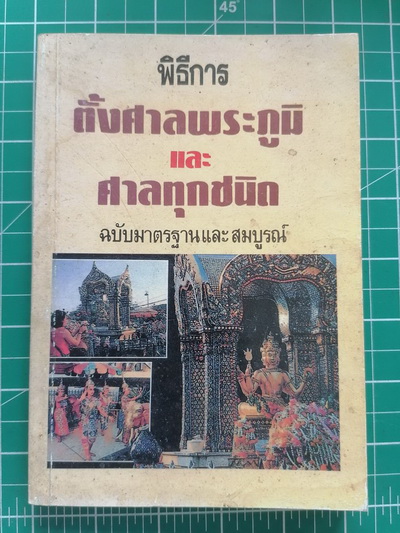 45°
พิธีการ
ตั้งศาลพระภูมิ
และ
ศาลทุกชนิด
ฉบับมาตรฐานและสมบูรณ์